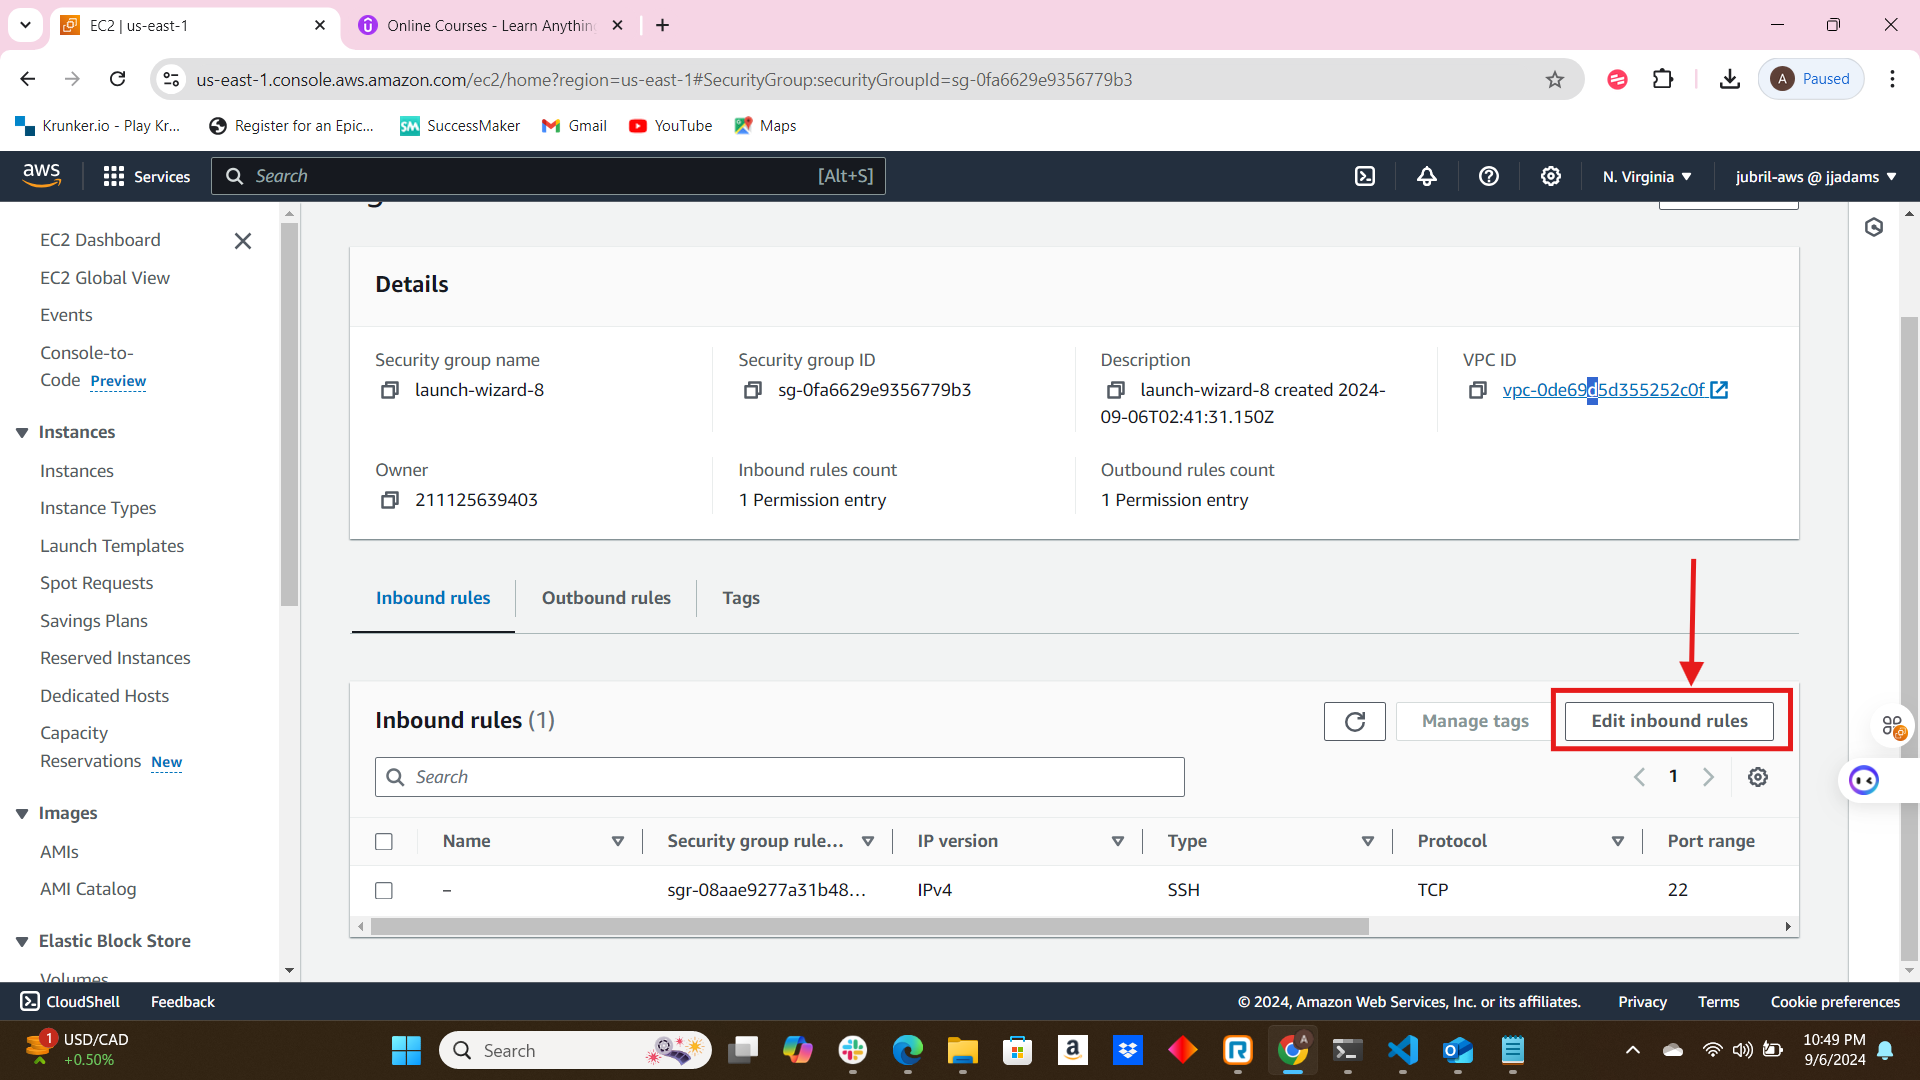 EC2 | us-east-1
Online Courses - Learn Anythin
us-east-1.console.aws.amazon.com/ec2/home?region=us-east-1#SecurityGroup:securityGroupId=sg-0fa6629e9356779b3
A Paused
Krunker.io - Play Kr...
Register for an Epic...
SM SuccessMaker
Gmail
YouTube
Maps
aws
Services
Search
[Alt+S]
N. Virginia
jubril-aws @ jjadams
EC2 Dashboard
EC2 Global View
Events
Console-to-
Code Preview
Instances
Instances
Instance Types
Launch Templates
Spot Requests
Savings Plans
Reserved Instances
Dedicated Hosts
Capacity
Reservations New
Images
AMIs
AMI Catalog
Elastic Block Store
Volumes
Details
Security group name
launch-wizard-8
Security group ID
sg-0fa6629e9356779b3
Description
launch-wizard-8 created 2024-
09-06T02:41:31.150Z
VPC ID
vpc-0de69d5d355252c0f
Owner
211125639403
Inbound rules count
1 Permission entry
Outbound rules count
1 Permission entry
Inbound rules
Outbound rules
Tags
Inbound rules (1)
Manage tags
Edit inbound rules
Search
1
Name
Security group rule...
IP version
Type
Protocol
Port range
–
sgr-08aae9277a31b48...
IPv4
SSH
TCP
22
CloudShell
Feedback
© 2024, Amazon Web Services, Inc. or its affiliates.
Privacy
Terms
Cookie preferences
1
USD/CAD
+0.50%
Search
10:49 PM
9/6/2024